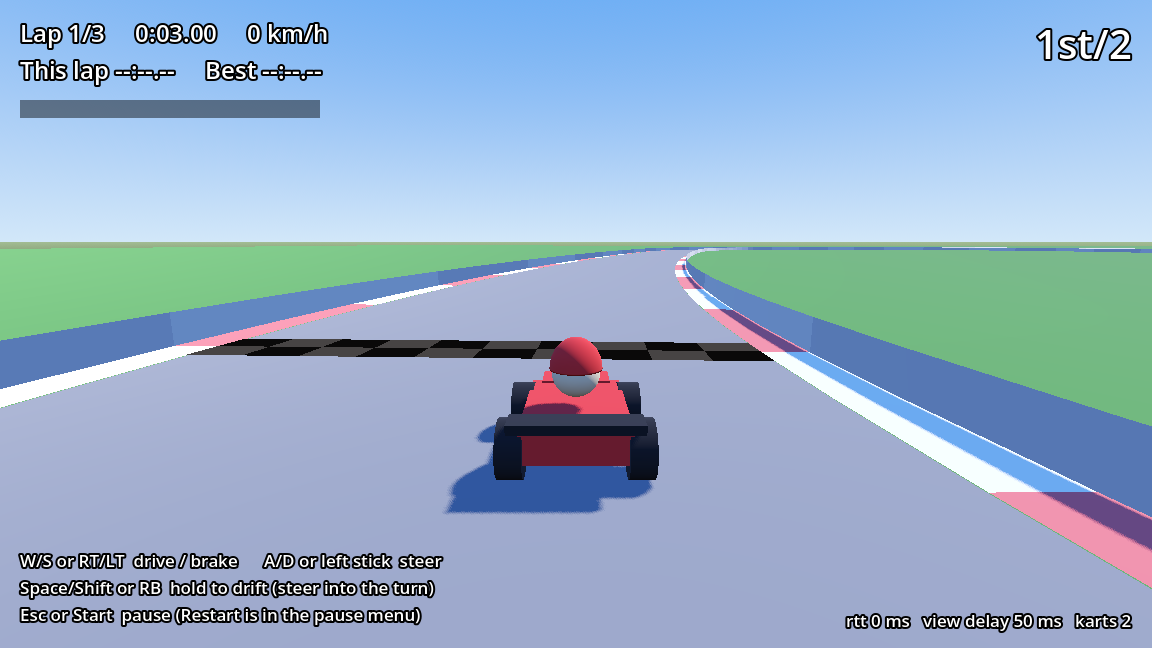 Lap 1/3 0:03.00 0 km/h
1st/2
This lap --:--.-- Best --:--.--
W/S or RT/LT drive / brake A/D or left stick steer
Space/Shift or RB hold to drift (steer into the turn)
Esc or Start pause (Restart is in the pause menu)
rtt 0 ms view delay 50 ms karts 2